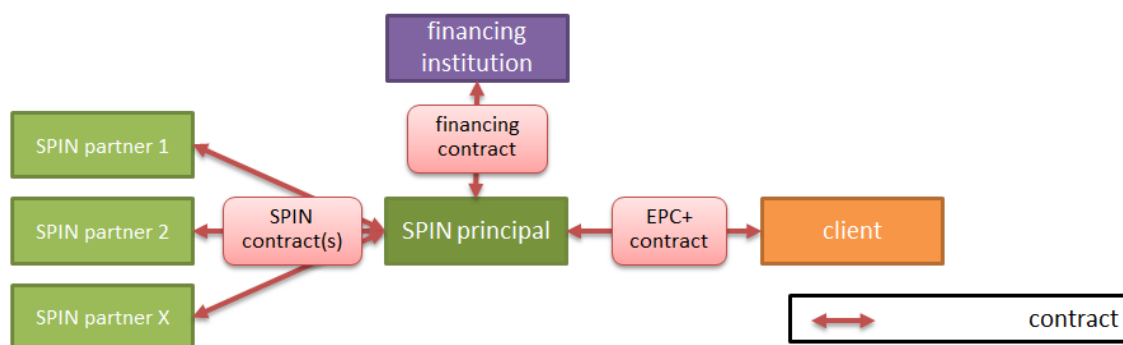 financing
institution
financing
contract
SPIN partner 1
SPIN partner 2
SPIN partner X
SPIN
contract(s)
SPIN principal
EPC+
contract
client
contract